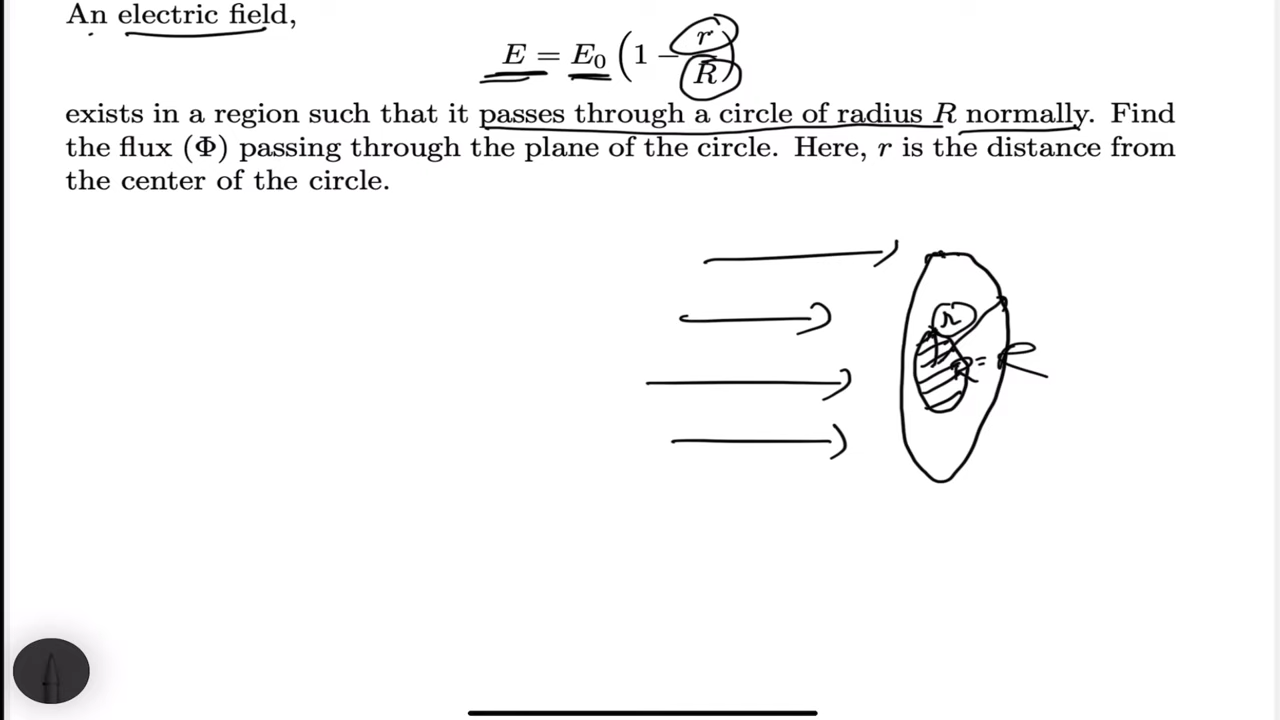 An electric field,
E = E₀ (1 − r/R)
exists in a region such that it passes through a circle of radius R normally. Find
the flux (Φ) passing through the plane of the circle. Here, r is the distance from
the center of the circle.
r
R = R